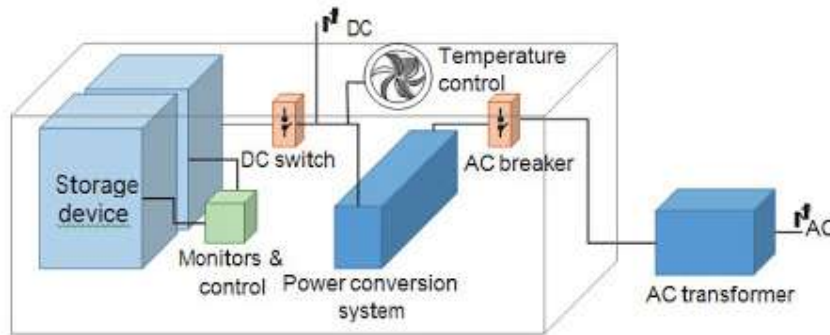 DC
Temperature
control
DC switch
AC breaker
Storage
device
Monitors &
control
Power conversion
system
AC
AC transformer